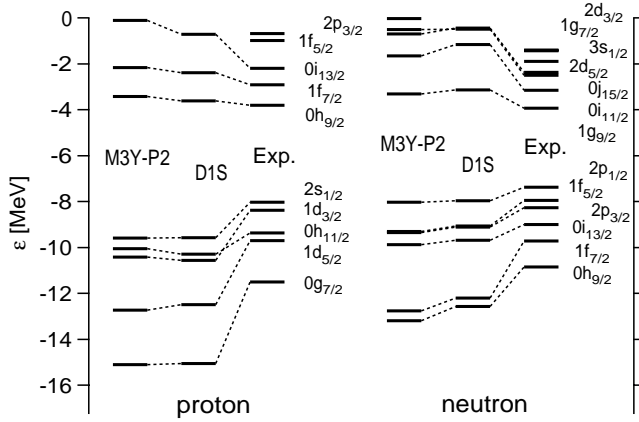 0
-2
-4
-6
-8
-10
-12
-14
-16
ε [MeV]
2p3/2
1f5/2
0i13/2
1f7/2
0h9/2
M3Y-P2
D1S
Exp.
2s1/2
1d3/2
0h11/2
1d5/2
0g7/2
proton
2d3/2
1g7/2
3s1/2
2d5/2
0j15/2
0i11/2
1g9/2
M3Y-P2
D1S
Exp.
2p1/2
1f5/2
2p3/2
0i13/2
1f7/2
0h9/2
neutron